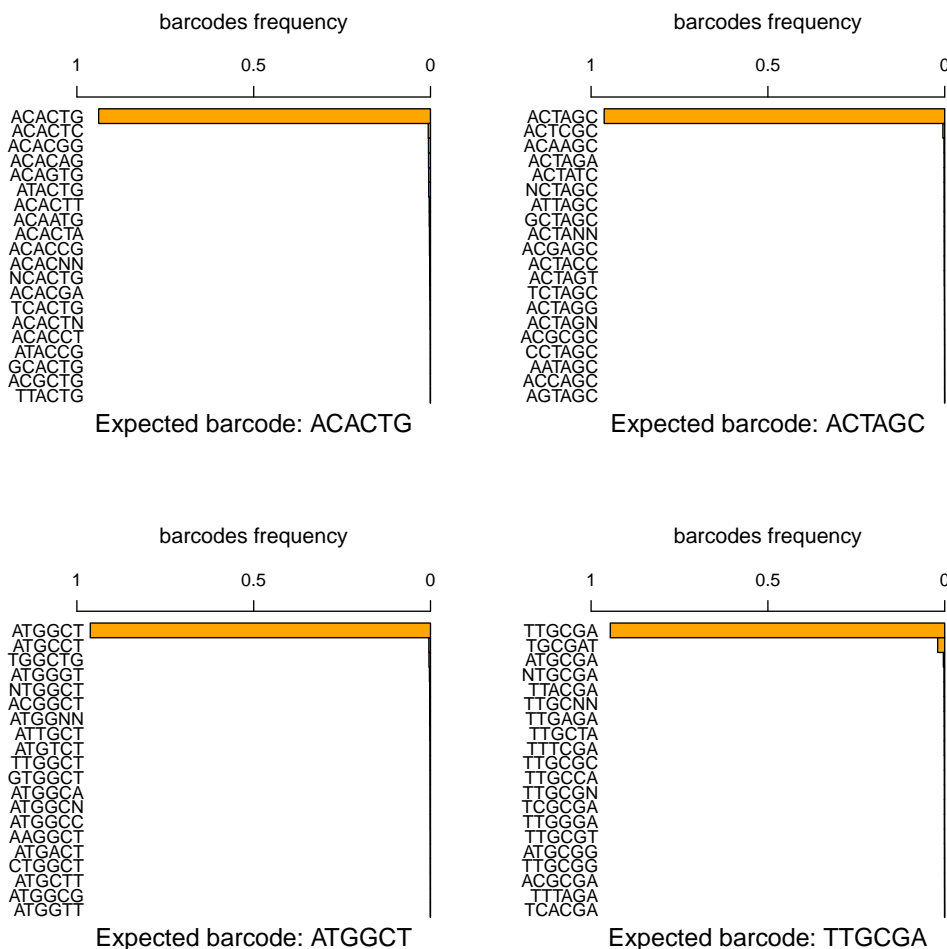 barcodes frequency
1 0.5 0
ACACTG
ACACTC
ACACGG
ACACAG
ACAGTG
ATACTG
ACACTT
ACAATG
ACACTA
ACACCG
ACACNN
NCACTG
ACACGA
TCACTG
ACACTN
ACACCT
ATACCG
GCACTG
ACGCTG
TTACTG
Expected barcode: ACACTG
barcodes frequency
1 0.5 0
ACTAGC
ACTCGC
ACAAGC
ACTAGA
ACTATC
NCTAGC
ATTAGC
GCTAGC
ACTANN
ACGAGC
ACTACC
ACTAGT
TCTAGC
ACTAGG
ACTAGN
ACGCGC
CCTAGC
AATAGC
ACCAGC
AGTAGC
Expected barcode: ACTAGC
barcodes frequency
1 0.5 0
ATGGCT
ATGCCT
TGGCTG
ATGGGT
NTGGCT
ACGGCT
ATGGNN
ATTGCT
ATGTCT
TTGGCT
GTGGCT
ATGGCA
ATGGCN
ATGGCC
AAGGCT
ATGACT
CTGGCT
ATGCTT
ATGGCG
ATGGTT
Expected barcode: ATGGCT
barcodes frequency
1 0.5 0
TTGCGA
TGCGAT
ATGCGA
NTGCGA
TTACGA
TTGCNN
TTGAGA
TTGCTA
TTTCGA
TTGCGC
TTGCCA
TTGCGN
TCGCGA
TTGGGA
TTGCGT
ATGCGG
TTGCGG
ACGCGA
TTTAGA
TCACGA
Expected barcode: TTGCGA